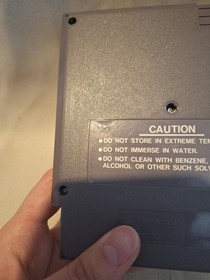 CAUTION
•DO NOT STORE IN EXTREME TEM
•DO NOT IMMERSE IN WATER.
•DO NOT CLEAN WITH BENZENE,
ALCOHOL OR OTHER SUCH SOLV